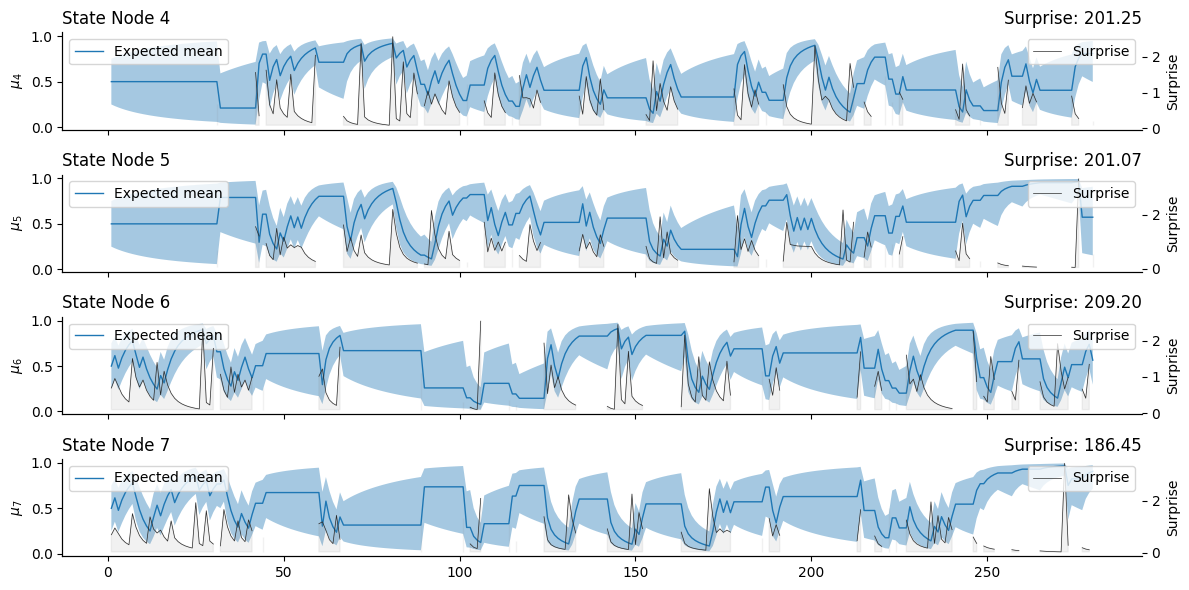 State Node 4 Surprise: 201.25
1.0
Expected mean
Surprise
2
μ4
0.5
1
Surprise
0.0
0
State Node 5 Surprise: 201.07
1.0
Expected mean
Surprise
2
μ5
0.5
Surprise
0.0
0
State Node 6 Surprise: 209.20
1.0
Expected mean
Surprise
2
μ6
0.5
1
Surprise
0.0
0
State Node 7 Surprise: 186.45
1.0
Expected mean
Surprise
2
μ7
0.5
Surprise
0.0
0
0 50 100 150 200 250